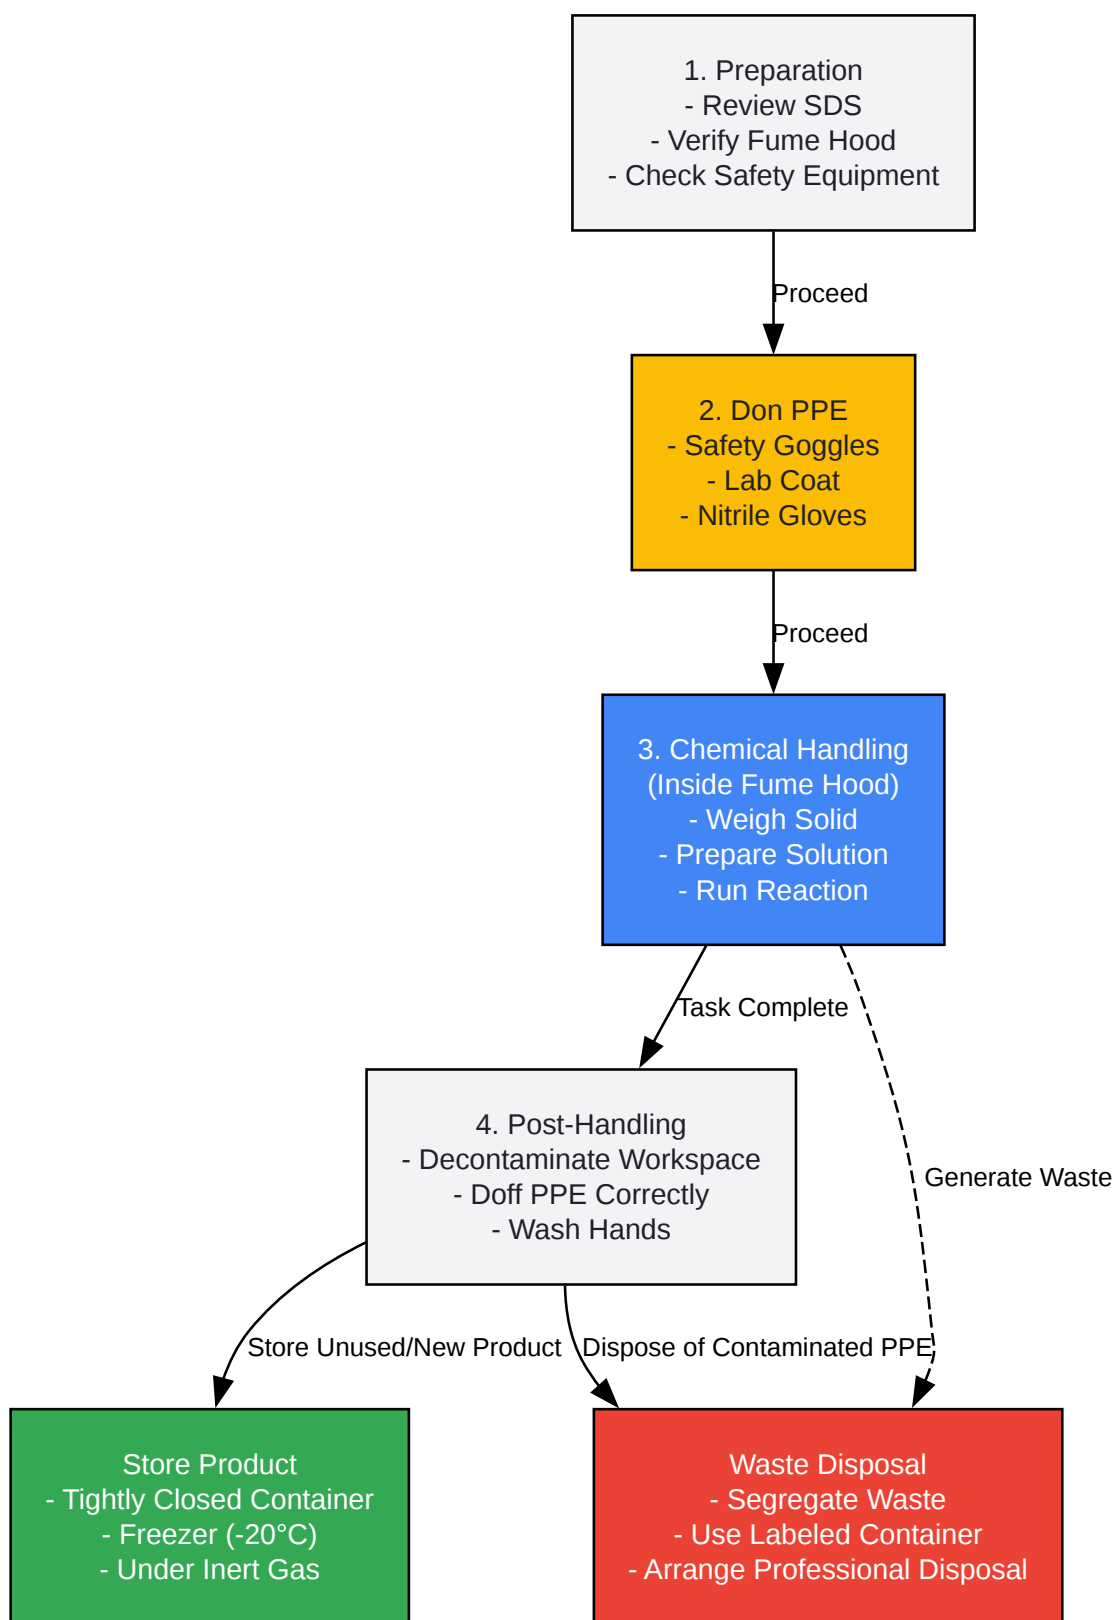 1. Preparation
- Review SDS
- Verify Fume Hood
- Check Safety Equipment
Proceed
2. Don PPE
- Safety Goggles
- Lab Coat
- Nitrile Gloves
Proceed
3. Chemical Handling
(Inside Fume Hood)
- Weigh Solid
- Prepare Solution
- Run Reaction
Task Complete
4. Post-Handling
- Decontaminate Workspace
- Doff PPE Correctly
- Wash Hands
Generate Waste
Store Unused/New Product
Dispose of Contaminated PPE
Store Product
- Tightly Closed Container
- Freezer (-20°C)
- Under Inert Gas
Waste Disposal
- Segregate Waste
- Use Labeled Container
- Arrange Professional Disposal